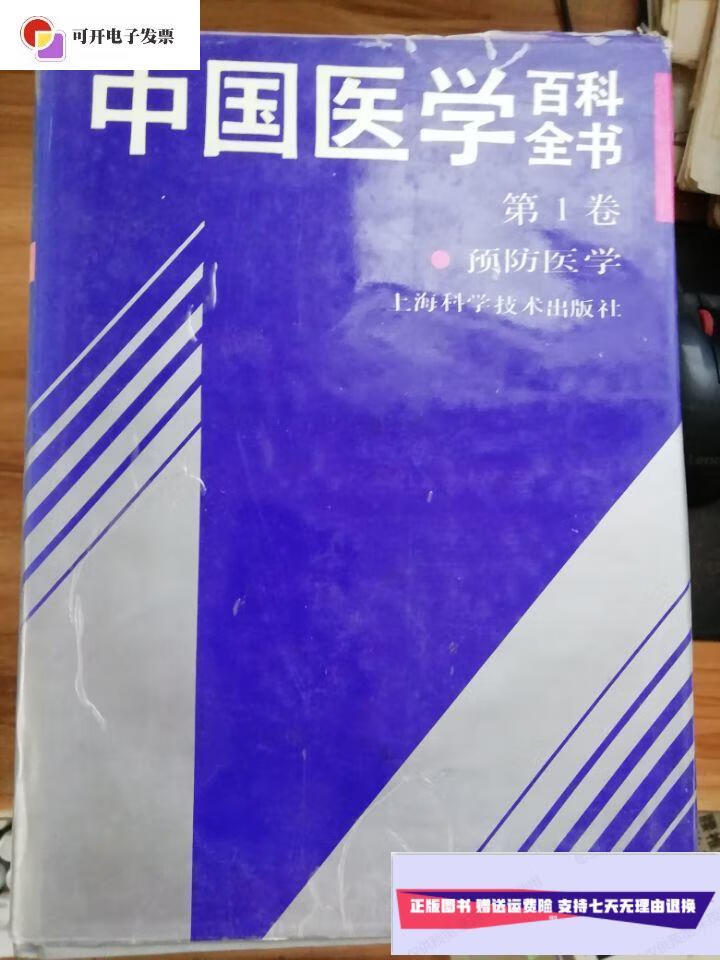 可开电子发票
中国医学百科全书
第1卷
预防医学
上海科学技术出版社
正版图书 赠送运费险 支持七天无理由退换